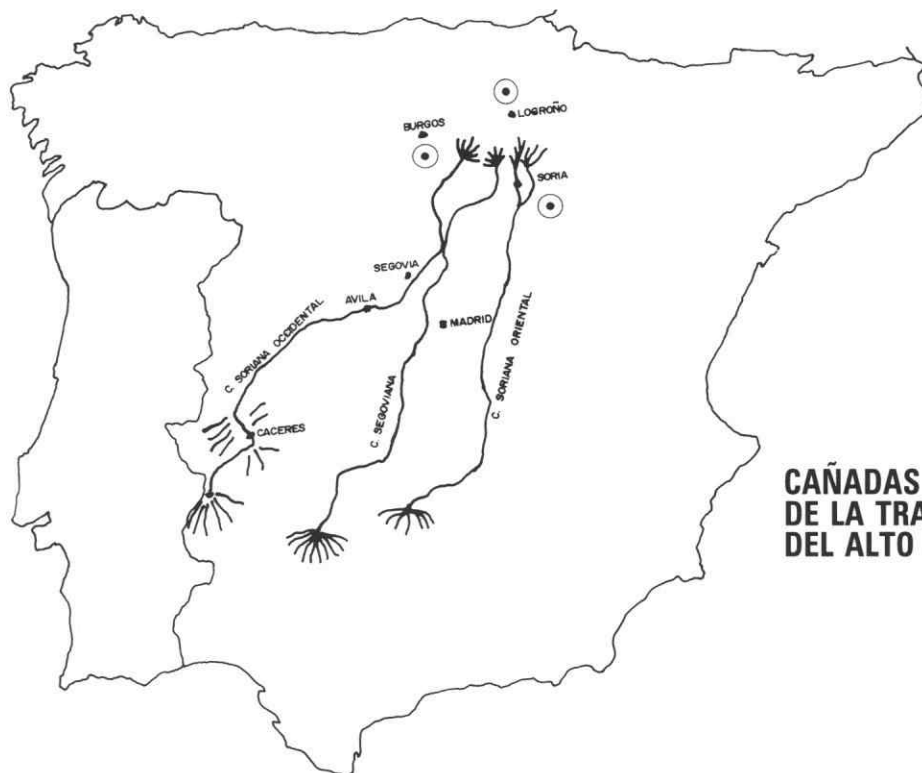 LOGROÑO
BURGOS
SORIA
SEGOVIA
AVILA
MADRID
C. SORIANA OCCIDENTAL
C. SEGOVIANA
C. SORIANA ORIENTAL
CACERES
CAÑADAS
DE LA TRA
DEL ALTO